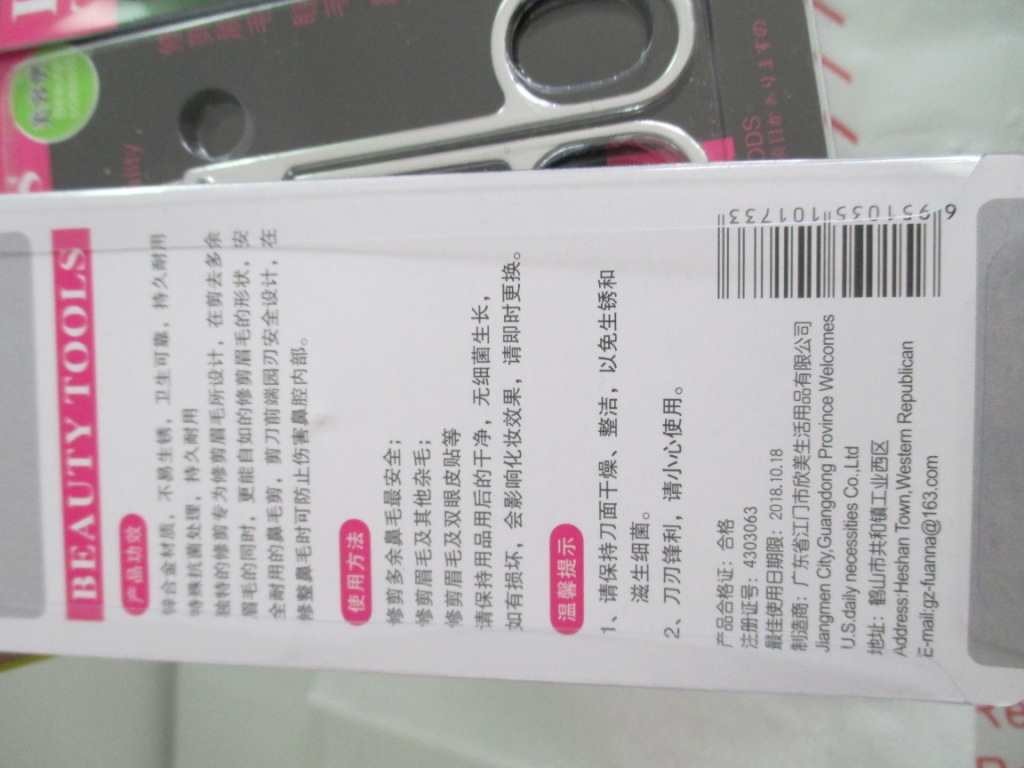 BEAUTY TOOLS
产品功效
锌合金材质，不易生锈，卫生可靠，持久耐用
特殊抗菌处理，持久耐用
独特的修剪专为修剪眉毛所设计，在剪去多余
眉毛的同时，更能自如的修剪眉毛的形状，安
全耐用的鼻毛剪，剪刀前端园刃安全设计，在
修整鼻毛时可防止伤害鼻腔内部。
使用方法
修剪多余鼻毛最安全；
修剪眉毛及其他杂毛；
修剪眉毛及双眼皮贴等
请保持用品用后的干净，无细菌生长，
如有损坏，会影响化妆效果，请即时更换。
温馨提示
1、请保持刀面干燥、整洁，以免生锈和
滋生细菌。
2、刀刃锋利，请小心使用。
产品合格证：合格
注册证号：4303063
最佳使用日期限：2018.10.18
制造商：广东省江门市欣美生活用品有限公司
Jiangmen City,Guangdong Province Welcomes
U.S.daily necessities Co.,Ltd
地址：鹤山市共和镇工业西区
Address:Heshan Town,Western Republican
E-mail:gz-fuanna@163.com
6 951035 101733